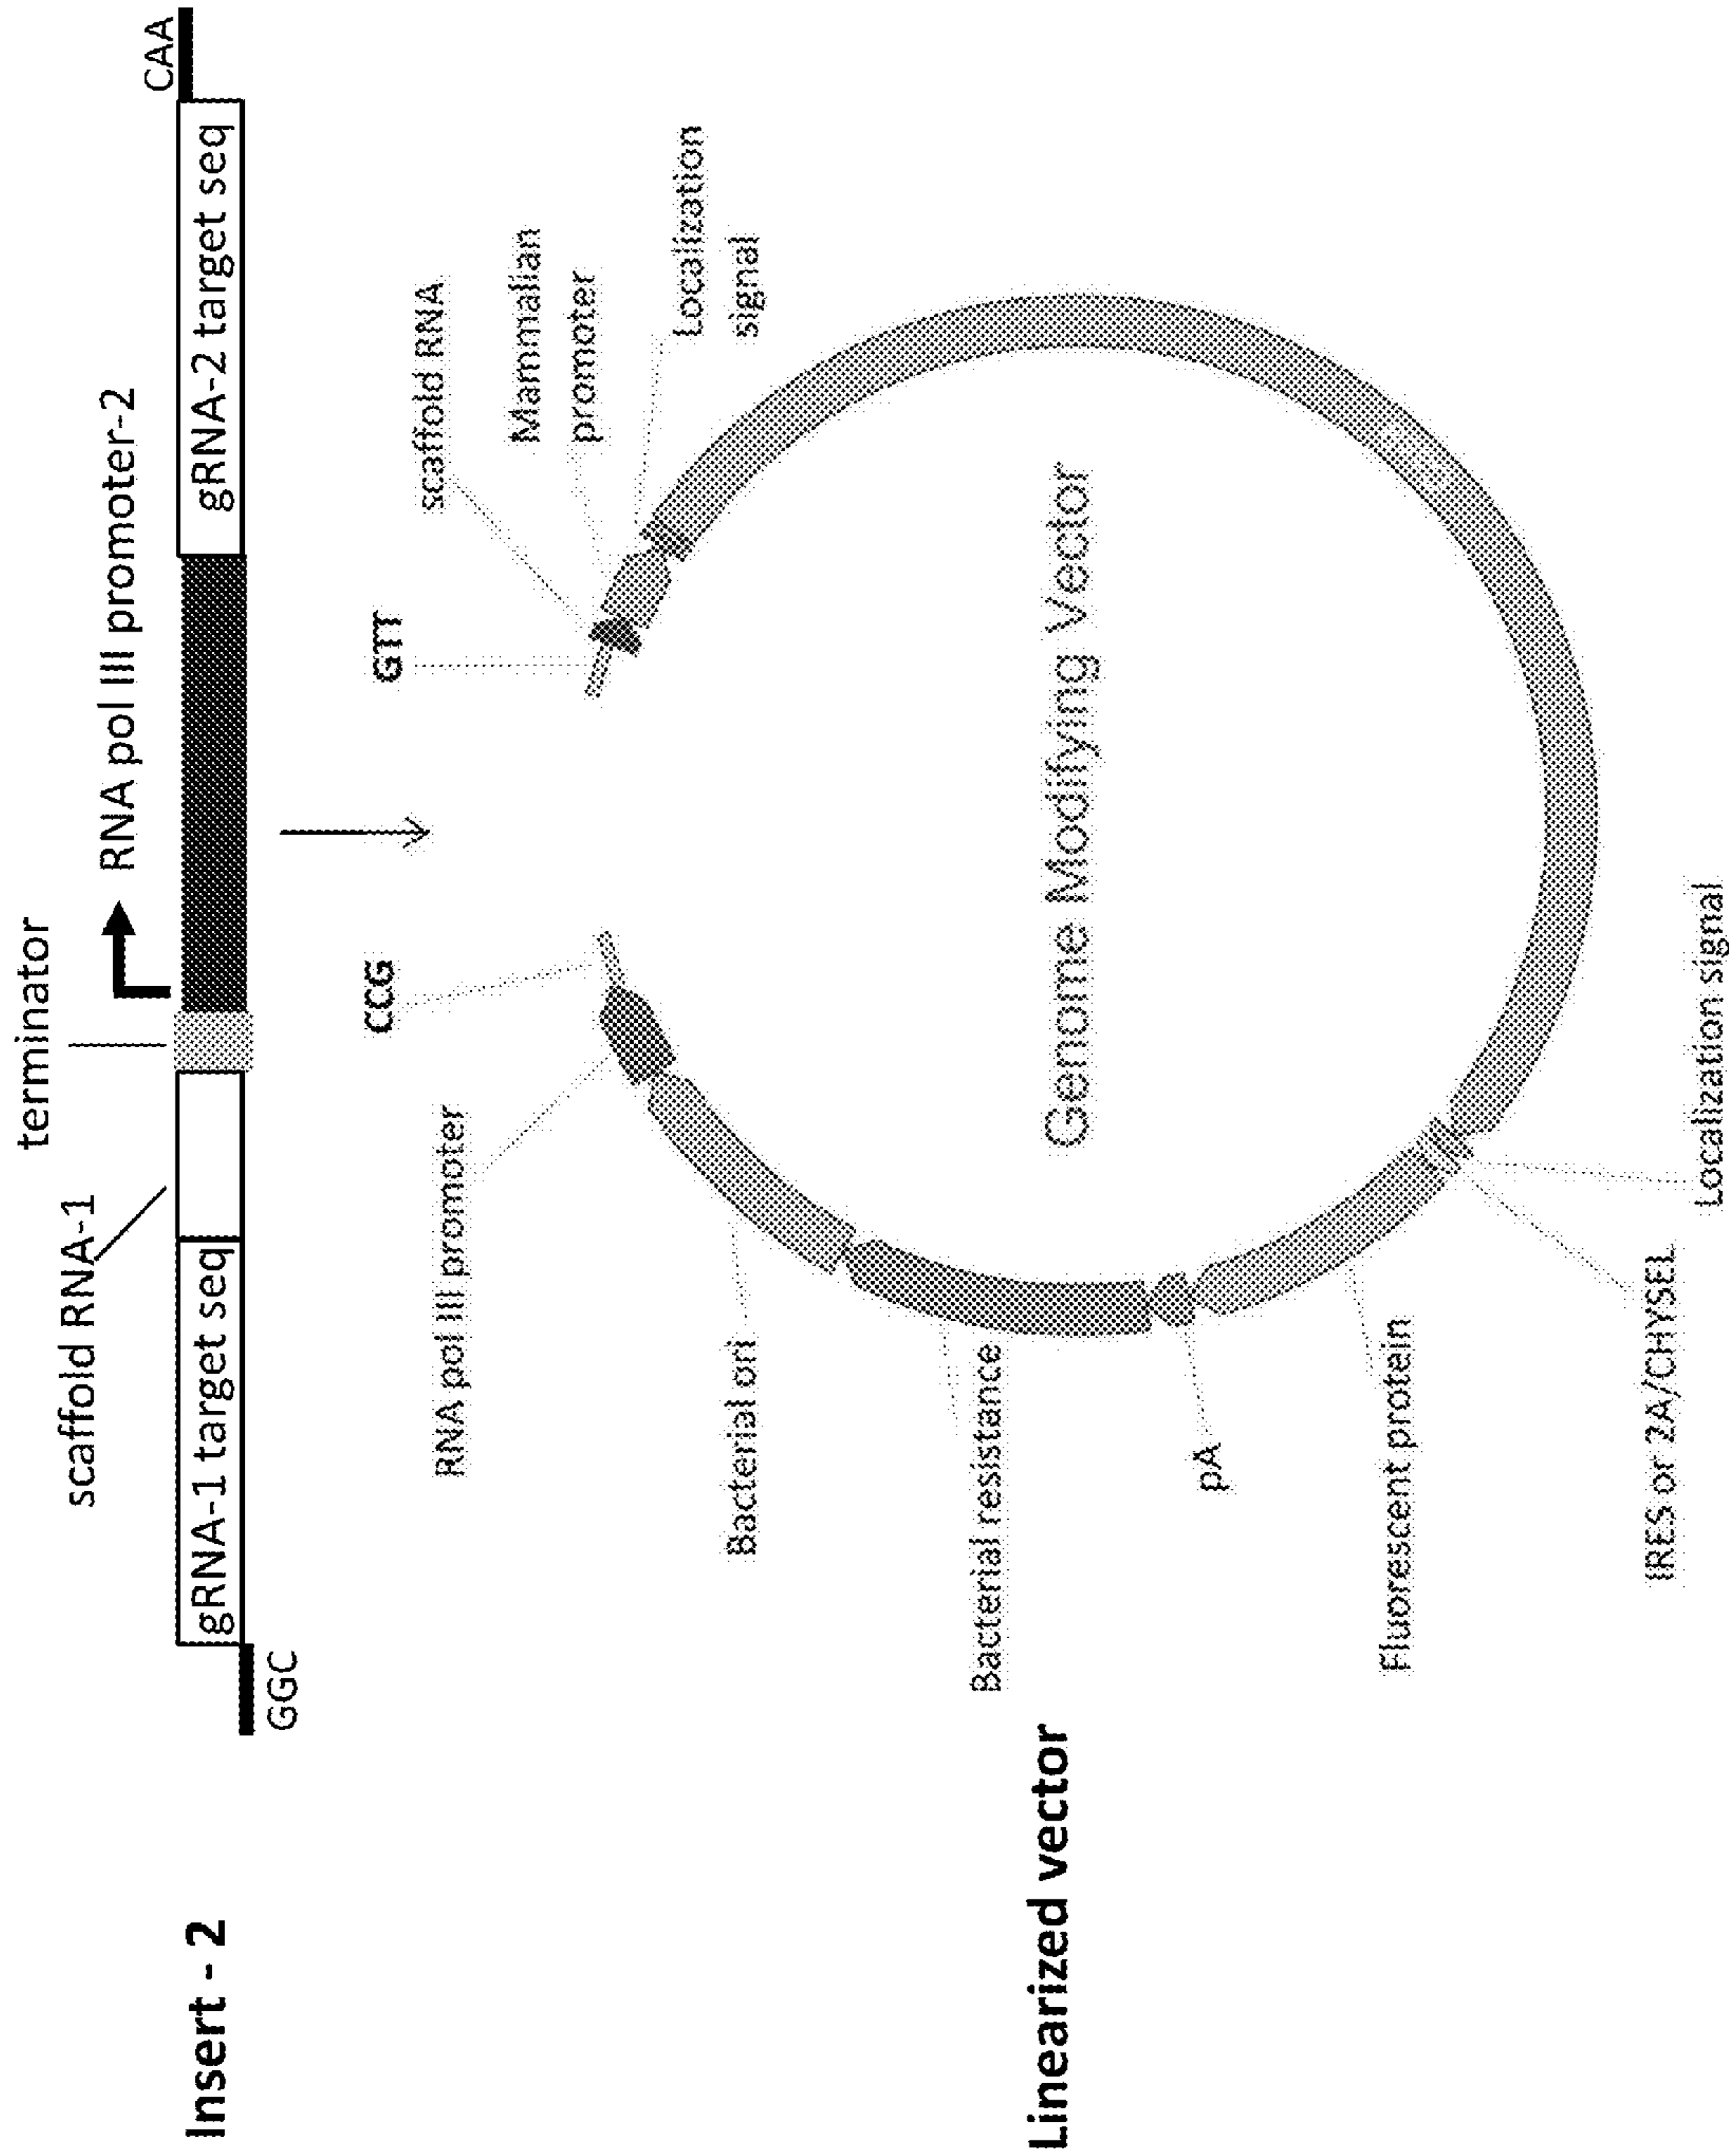 terminator
scaffold RNA-1
RNA pol III promoter-2
CAA
Insert - 2
gRNA-1 target seq
gRNA-2 target seq
GGC
CCG
GTT
RNA pol III promoter
scaffold RNA
Mammalian
promoter
Localization
signal
Bacterial ori
Linearized vector
Bacterial resistance
Genome Modifying Vector
pA
Fluorescent protein
IRES or 2A/CHYSEL
Localization signal